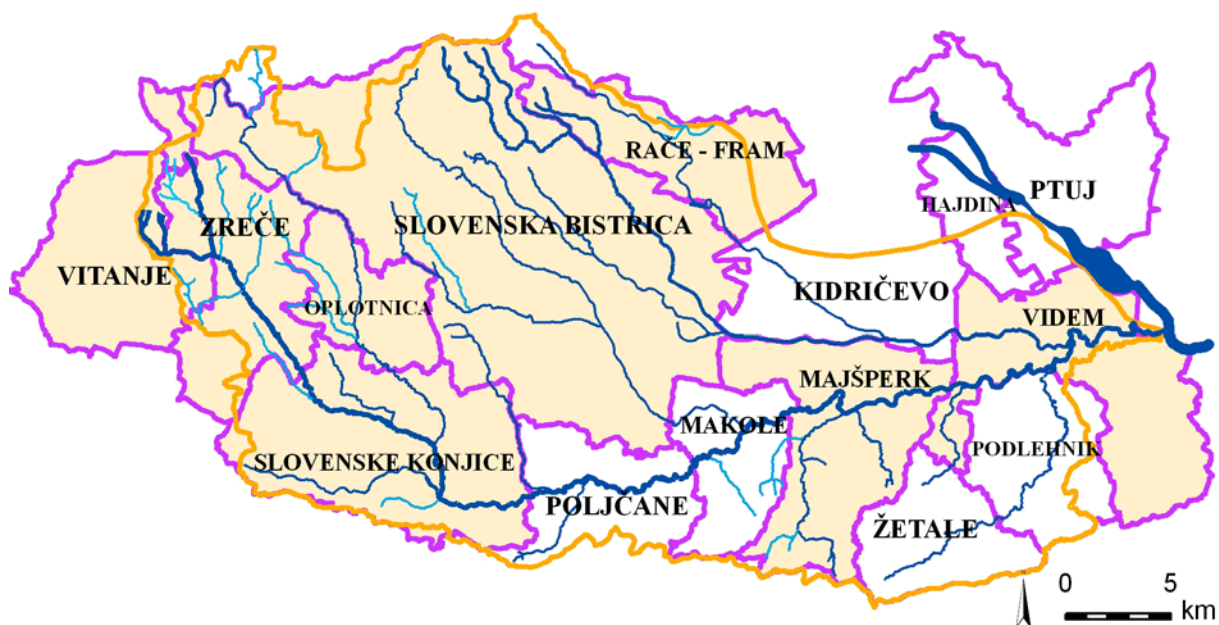 RAČE - FRAM
PTUJ
HAJDINA
SLOVENSKA BISTRICA
ZREČE
VITANJE
KIDRIČEVO
OPLOTNICA
VIDEM
MAJŠPERK
MAKOLE
PODLEHNIK
SLOVENSKE KONJICE
POLJČANE
ŽETALE
0 5
km